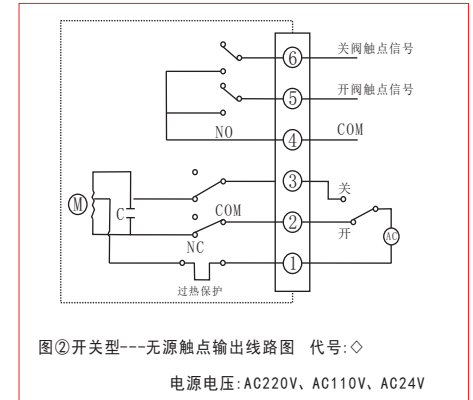 ⑥ 关阀触点信号
⑤ 开阀触点信号
NO ④ COM
③ 关
M C COM ② 开 AC
NC
①
过热保护
图②开关型---无源触点输出线路图 代号:◇
电源电压:AC220V、AC110V、AC24V